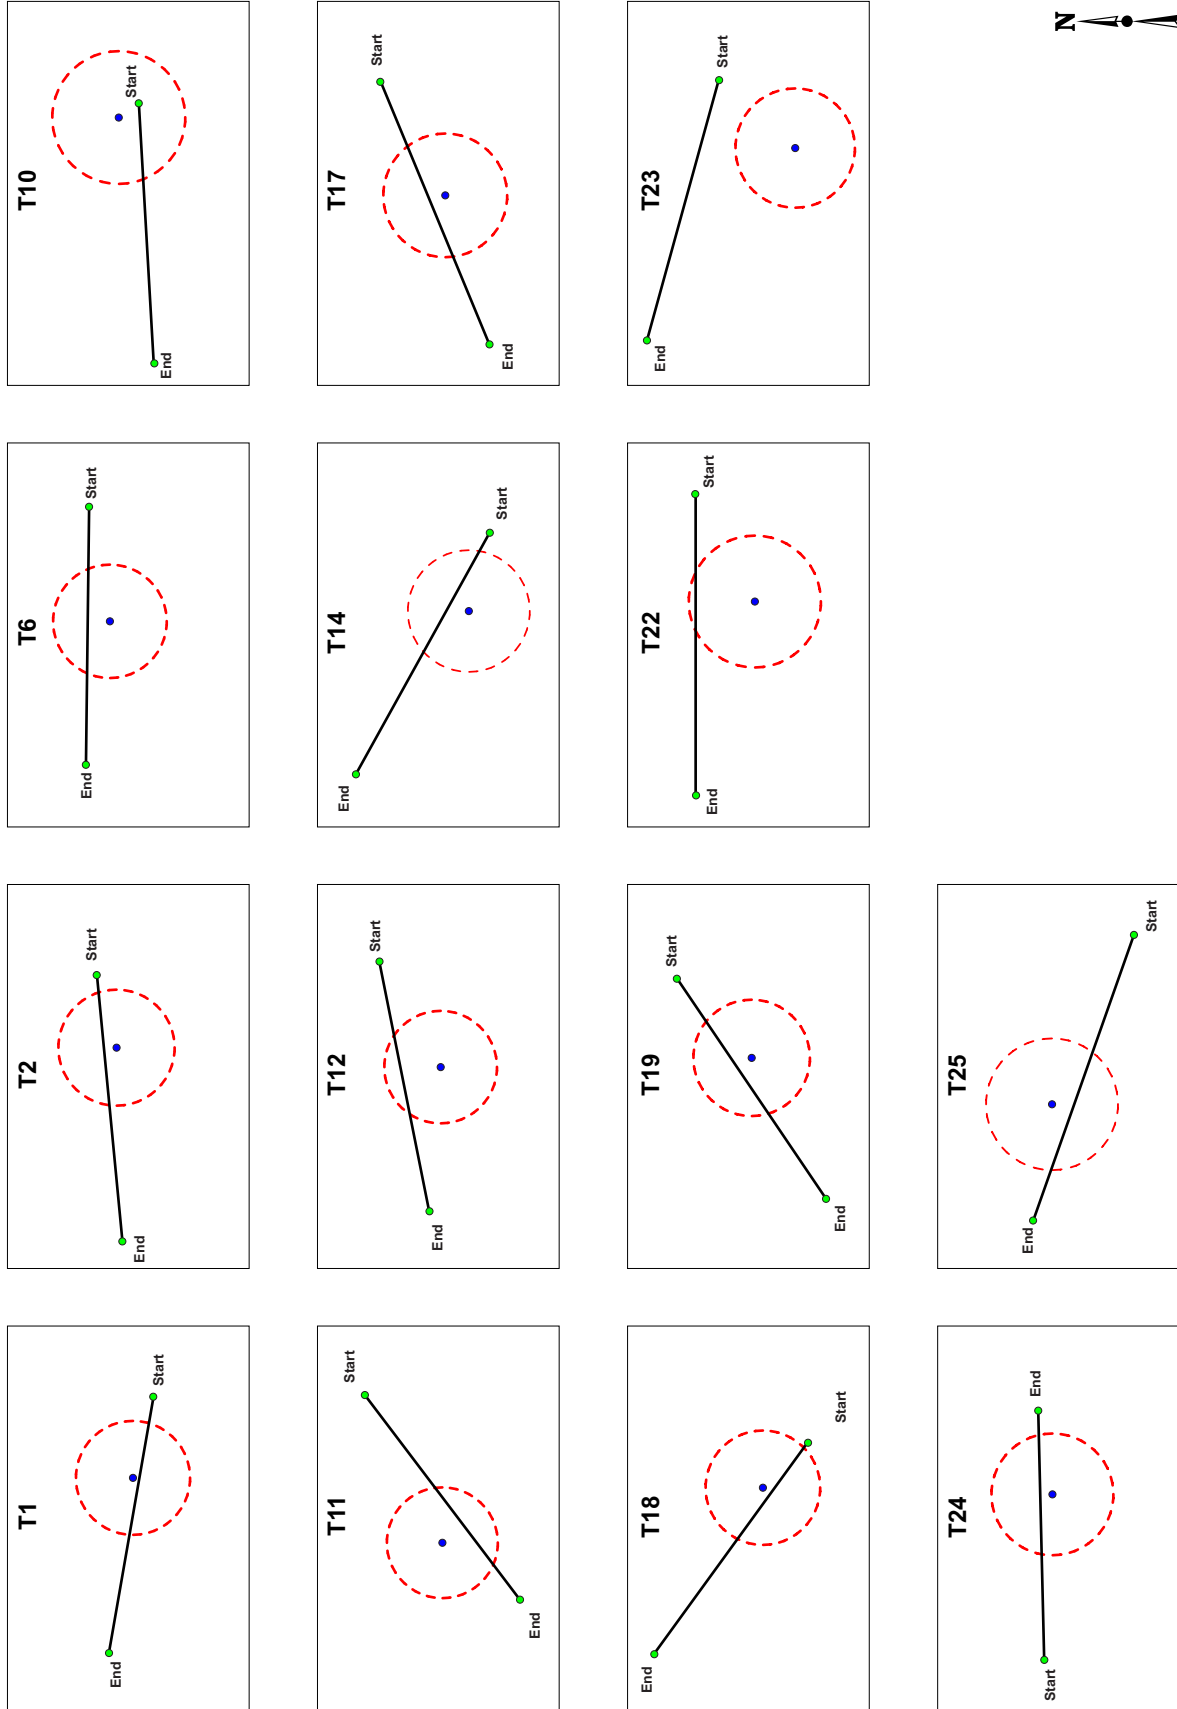 T1
Start
End
T2
Start
End
T6
Start
End
T10
Start
End
T11
Start
End
T12
Start
End
T14
Start
End
T17
Start
End
T18
Start
End
T19
Start
End
T22
Start
End
T23
Start
End
T24
End
Start
T25
Start
End
N